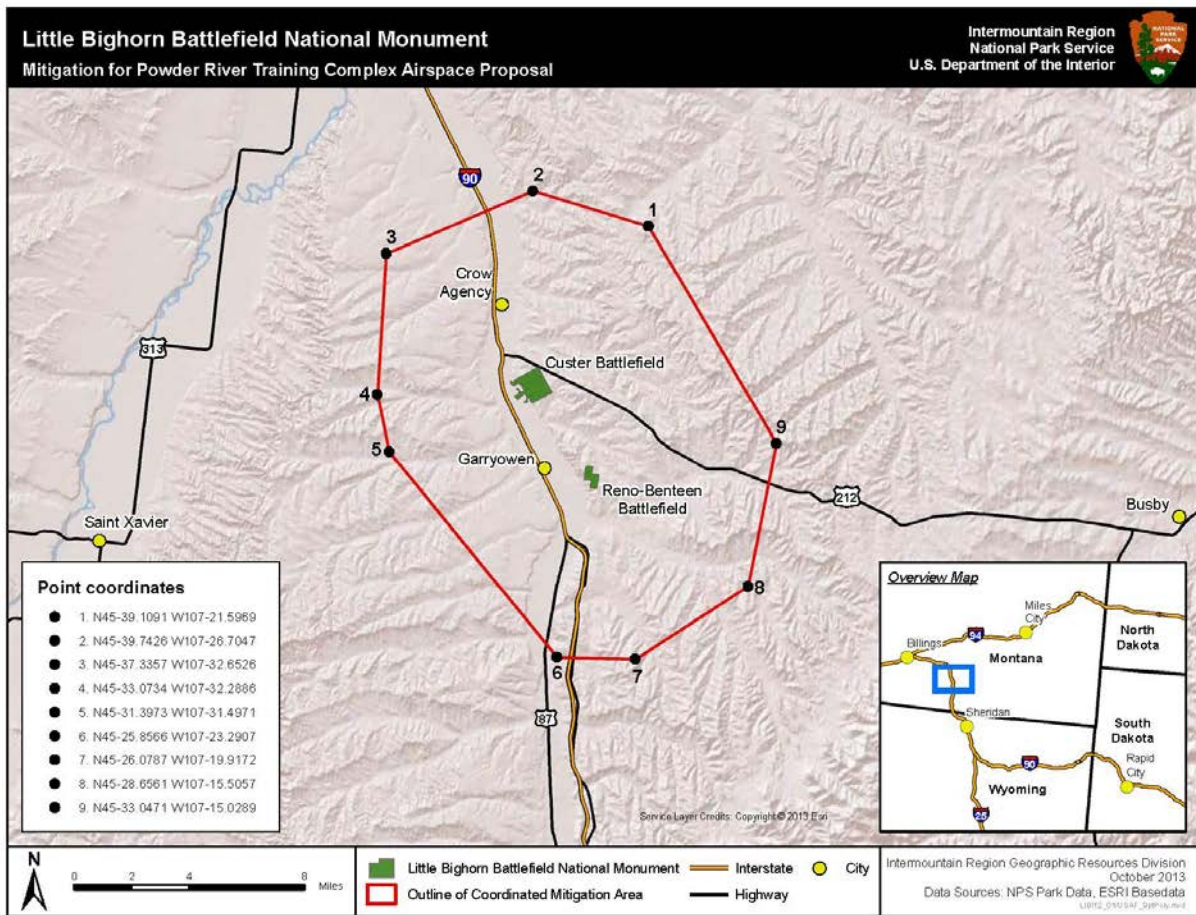 Little Bighorn Battlefield National Monument
Mitigation for Powder River Training Complex Airspace Proposal
Intermountain Region
National Park Service
U.S. Department of the Interior
NATIONAL
PARK
SERVICE
90
2
1
3
Crow
Agency
313
Custer Battlefield
4
9
5
Garryowen
Reno-Benteen
Battlefield
212
Busby
Saint Xavier
8
6
7
87
Point coordinates
1. N45-39.1091 W107-21.5969
2. N45-39.7426 W107-26.7047
3. N45-37.3357 W107-32.6526
4. N45-33.0734 W107-32.2886
5. N45-31.3973 W107-31.4971
6. N45-25.8566 W107-23.2907
7. N45-26.0787 W107-19.9172
8. N45-28.6561 W107-15.5057
9. N45-33.0471 W107-15.0289
Overview Map
Miles
City
94
North
Dakota
Billings
Montana
Sheridan
South
Dakota
90
Rapid
City
Wyoming
25
Service Layer Credits: Copyright © 2013 Esri
N
0 2 4 8
Miles
Little Bighorn Battlefield National Monument
Outline of Coordinated Mitigation Area
Interstate
Highway
City
Intermountain Region Geographic Resources Division
October 2013
Data Sources: NPS Park Data, ESRI Basedata